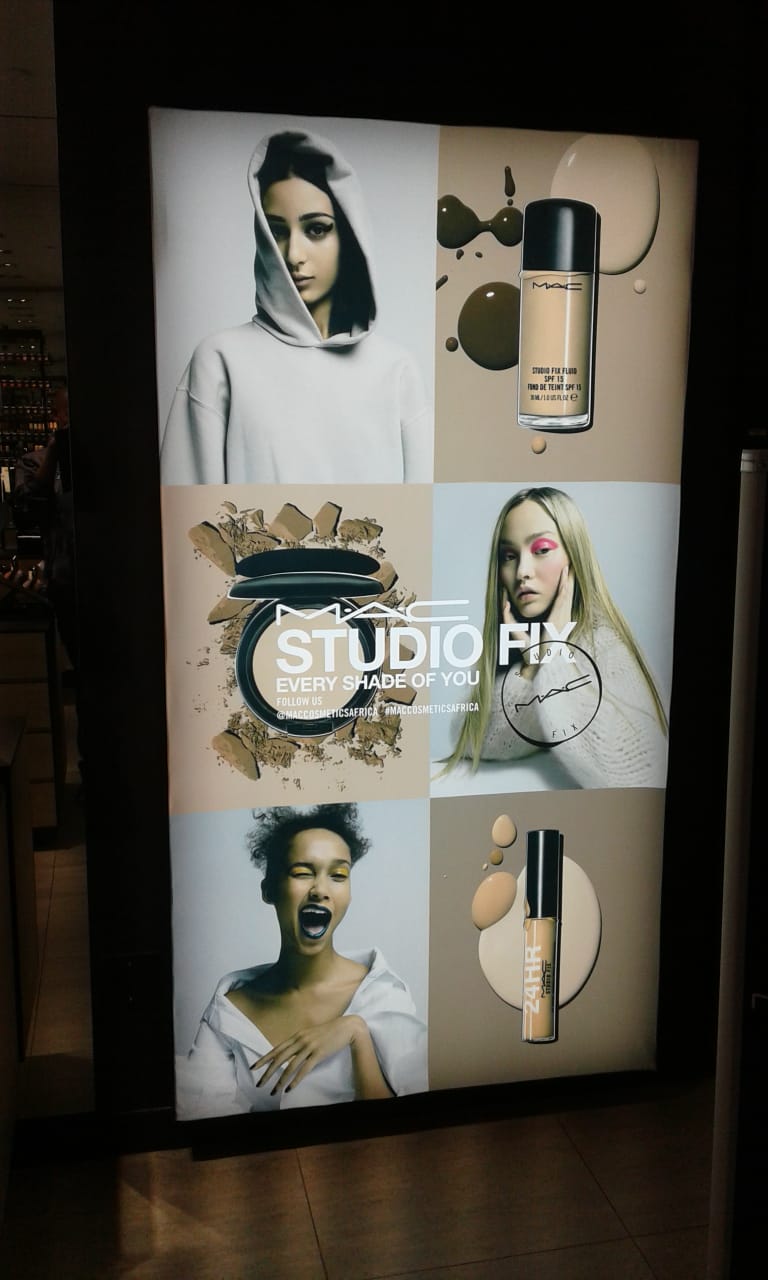 MAC
STUDIO FIX FLUID
SPF 15
FOND DE TEINT SPF 15
30 ML / 1.0 US FL OZ ℮
MAC
STUDIO FIX
EVERY SHADE OF YOU
FOLLOW US
@MACCOSMETICSAFRICA #MACCOSMETICSAFRICA
STUDIO
MAC
FIX
24HR
MAC
STUDIO FIX